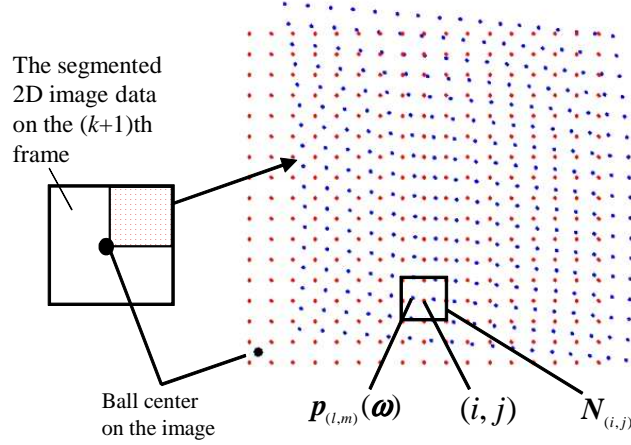 The segmented
2D image data
on the (k+1)th
frame
Ball center
on the image
p(l,m)(ω)
(i, j)
N(i,j)